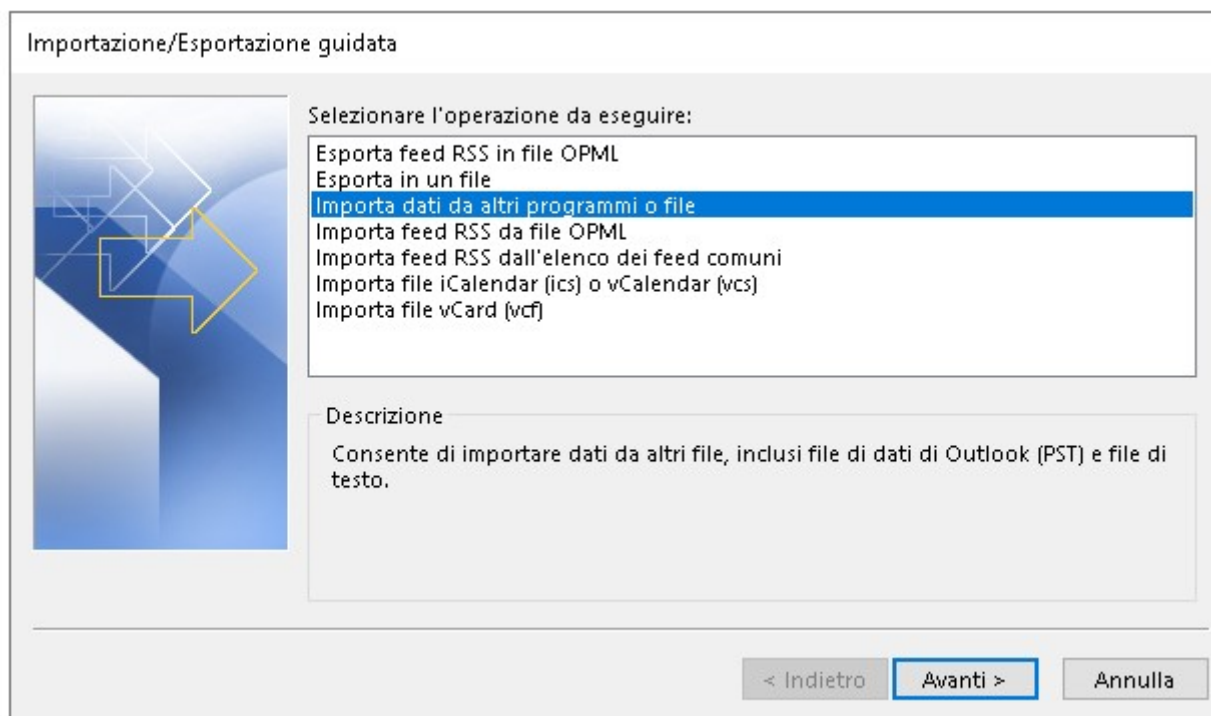 Importazione/Esportazione guidata
Selezionare l'operazione da eseguire:
Esporta feed RSS in file OPML
Esporta in un file
Importa dati da altri programmi o file
Importa feed RSS da file OPML
Importa feed RSS dall'elenco dei feed comuni
Importa file iCalendar (ics) o vCalendar (vcs)
Importa file vCard (vcf)
Descrizione
Consente di importare dati da altri file, inclusi file di dati di Outlook (PST) e file di
testo.
< Indietro
Avanti >
Annulla